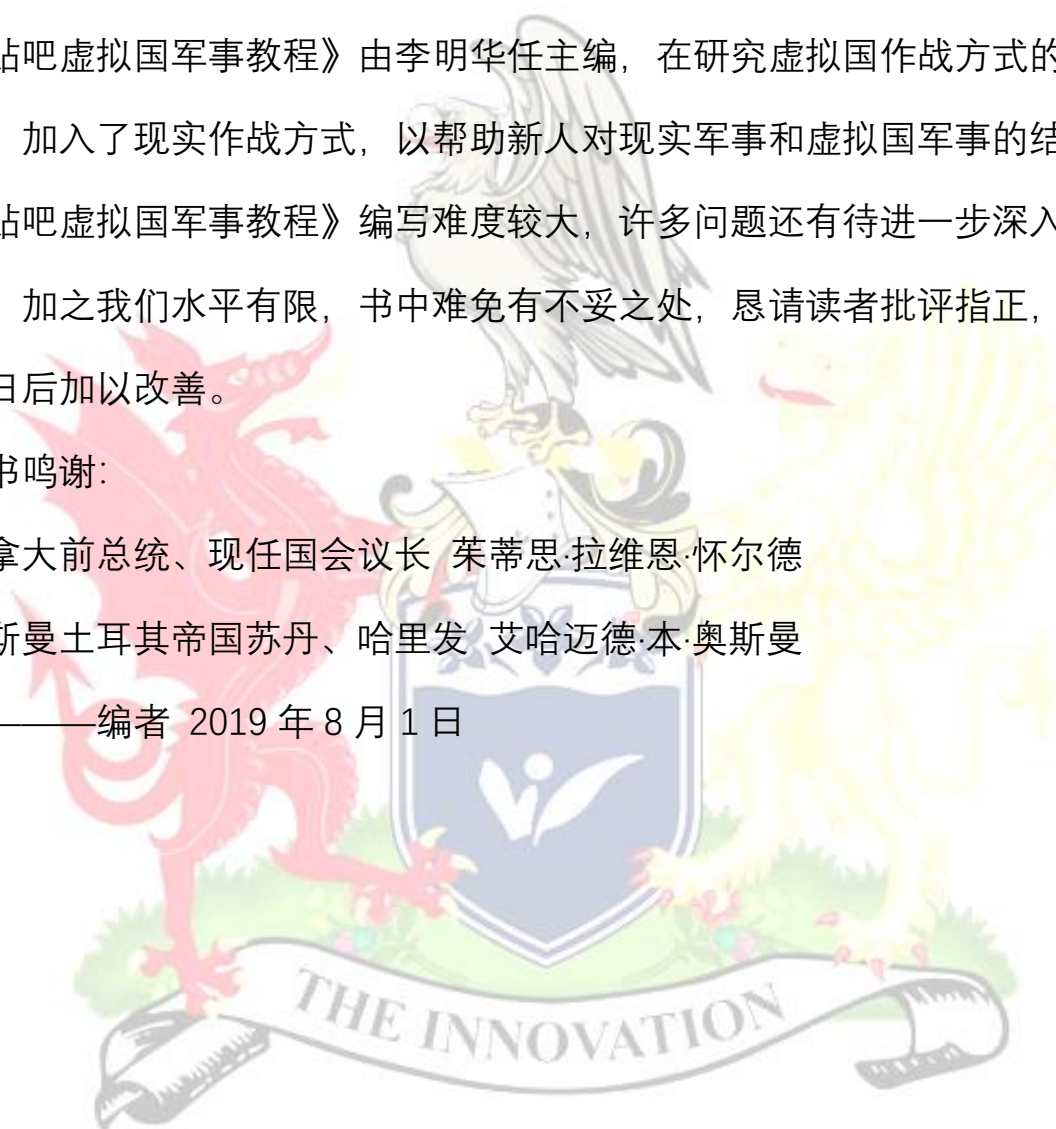 贴吧虚拟国军事教程》由李明华任主编，在研究虚拟国作战方式的
，加入了现实作战方式，以帮助新人对现实军事和虚拟国军事的结
贴吧虚拟国军事教程》编写难度较大，许多问题还有待进一步深入
，加之我们水平有限，书中难免有不妥之处，恳请读者批评指正，
日后加以改善。
书鸣谢：
拿大前总统、现任国会议长 茱蒂思·拉维恩·怀尔德
斯曼土耳其帝国苏丹、哈里发 艾哈迈德·本·奥斯曼
———编者 2019 年 8 月 1 日
THE INNOVATION